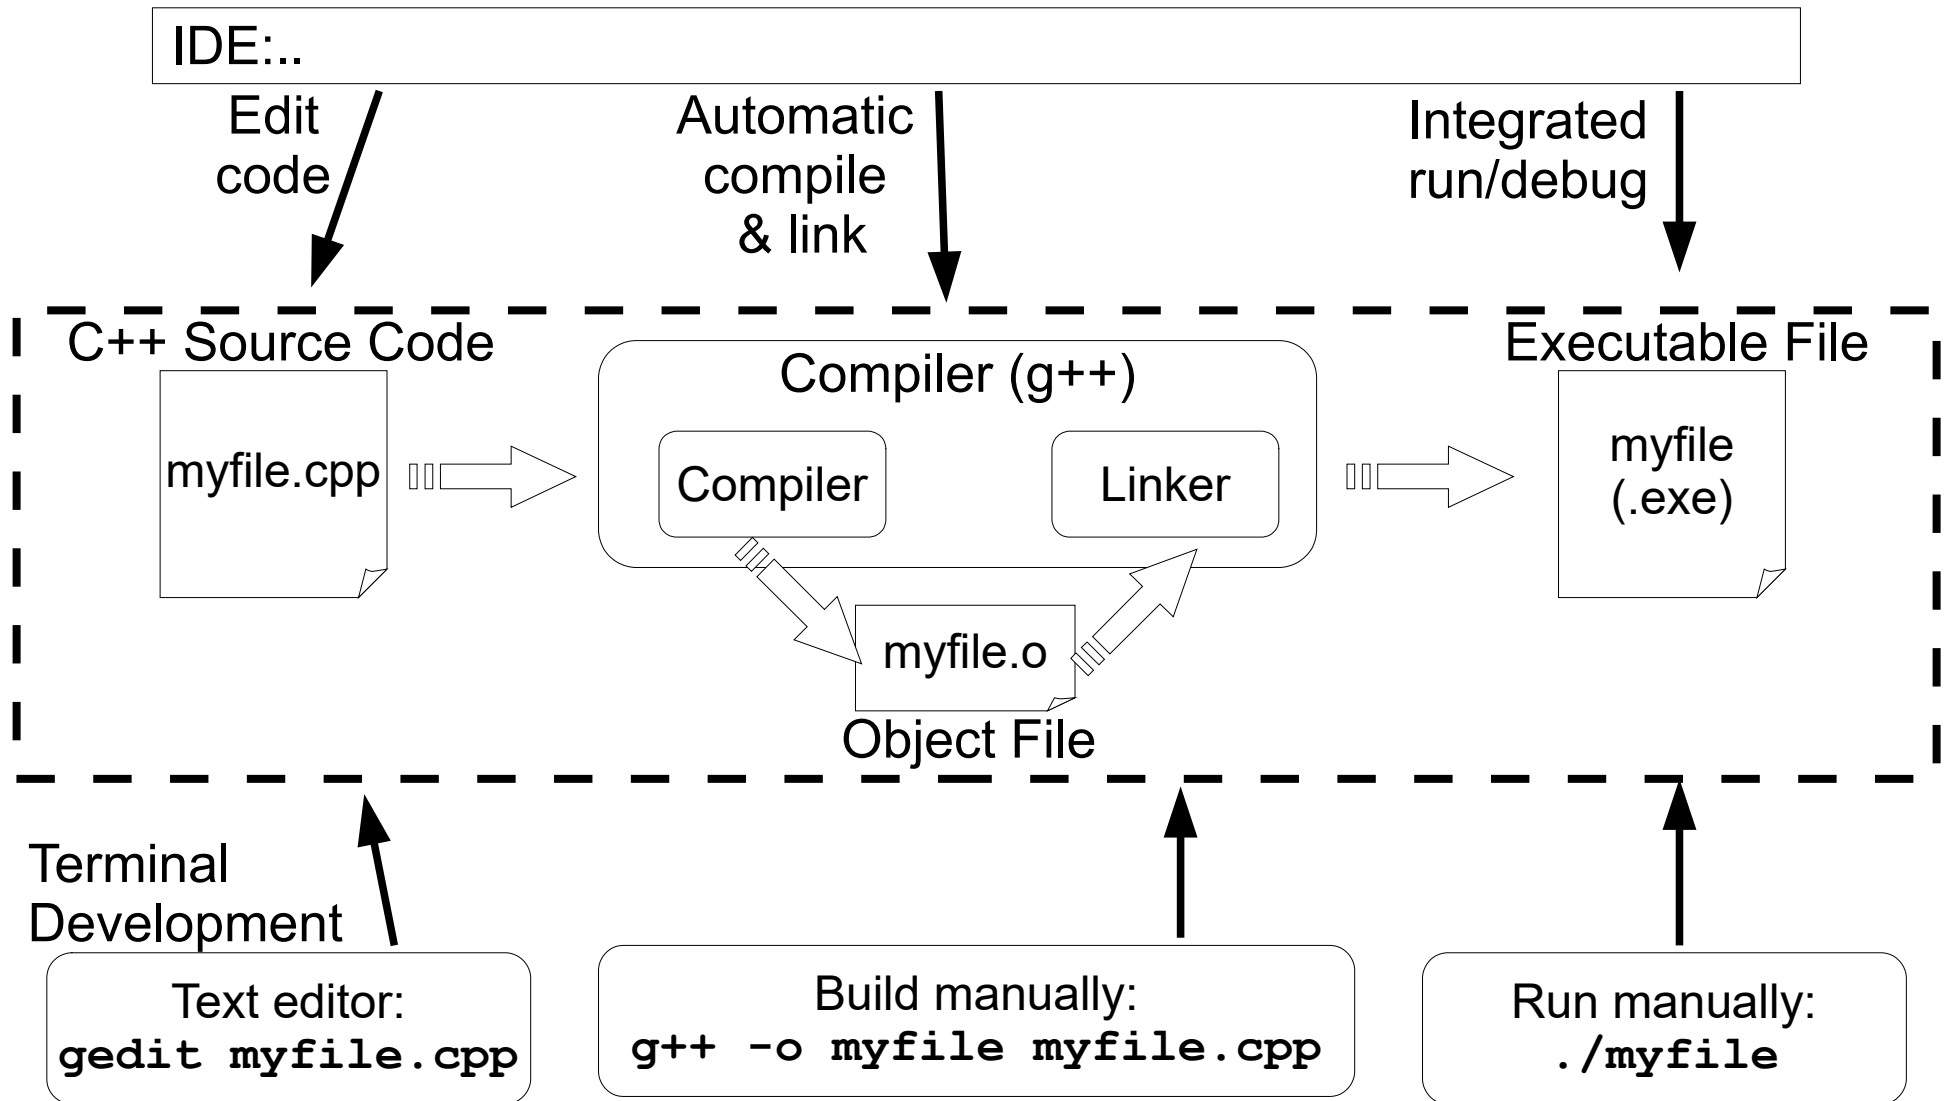 IDE:..
Edit
code
Automatic
compile
& link
Integrated
run/debug
C++ Source Code
myfile.cpp
Compiler (g++)
Compiler
Linker
myfile.o
Object File
Executable File
myfile
(.exe)
Terminal
Development
Text editor:
gedit myfile.cpp
Build manually:
g++ -o myfile myfile.cpp
Run manually:
./myfile